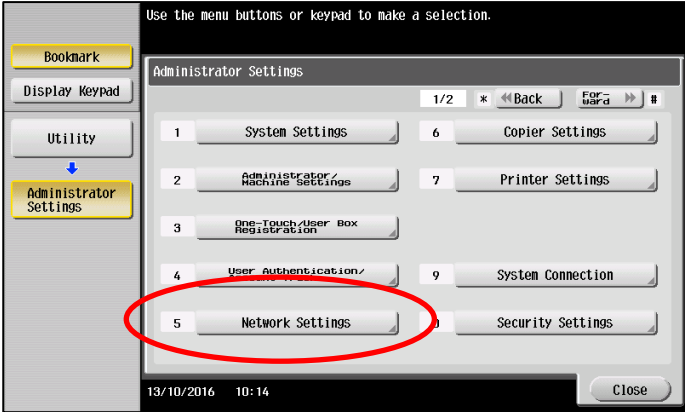 Use the menu buttons or keypad to make a selection.
Bookmark
Display Keypad
Utility
Administrator
Settings
Administrator Settings
1/2 * Back For-
ward #
1 System Settings
2 Administrator/
Machine Settings
3 One-Touch/User Box
Registration
4 User Authentication/
5 Network Settings
6 Copier Settings
7 Printer Settings
9 System Connection
Security Settings
13/10/2016 10:14
Close